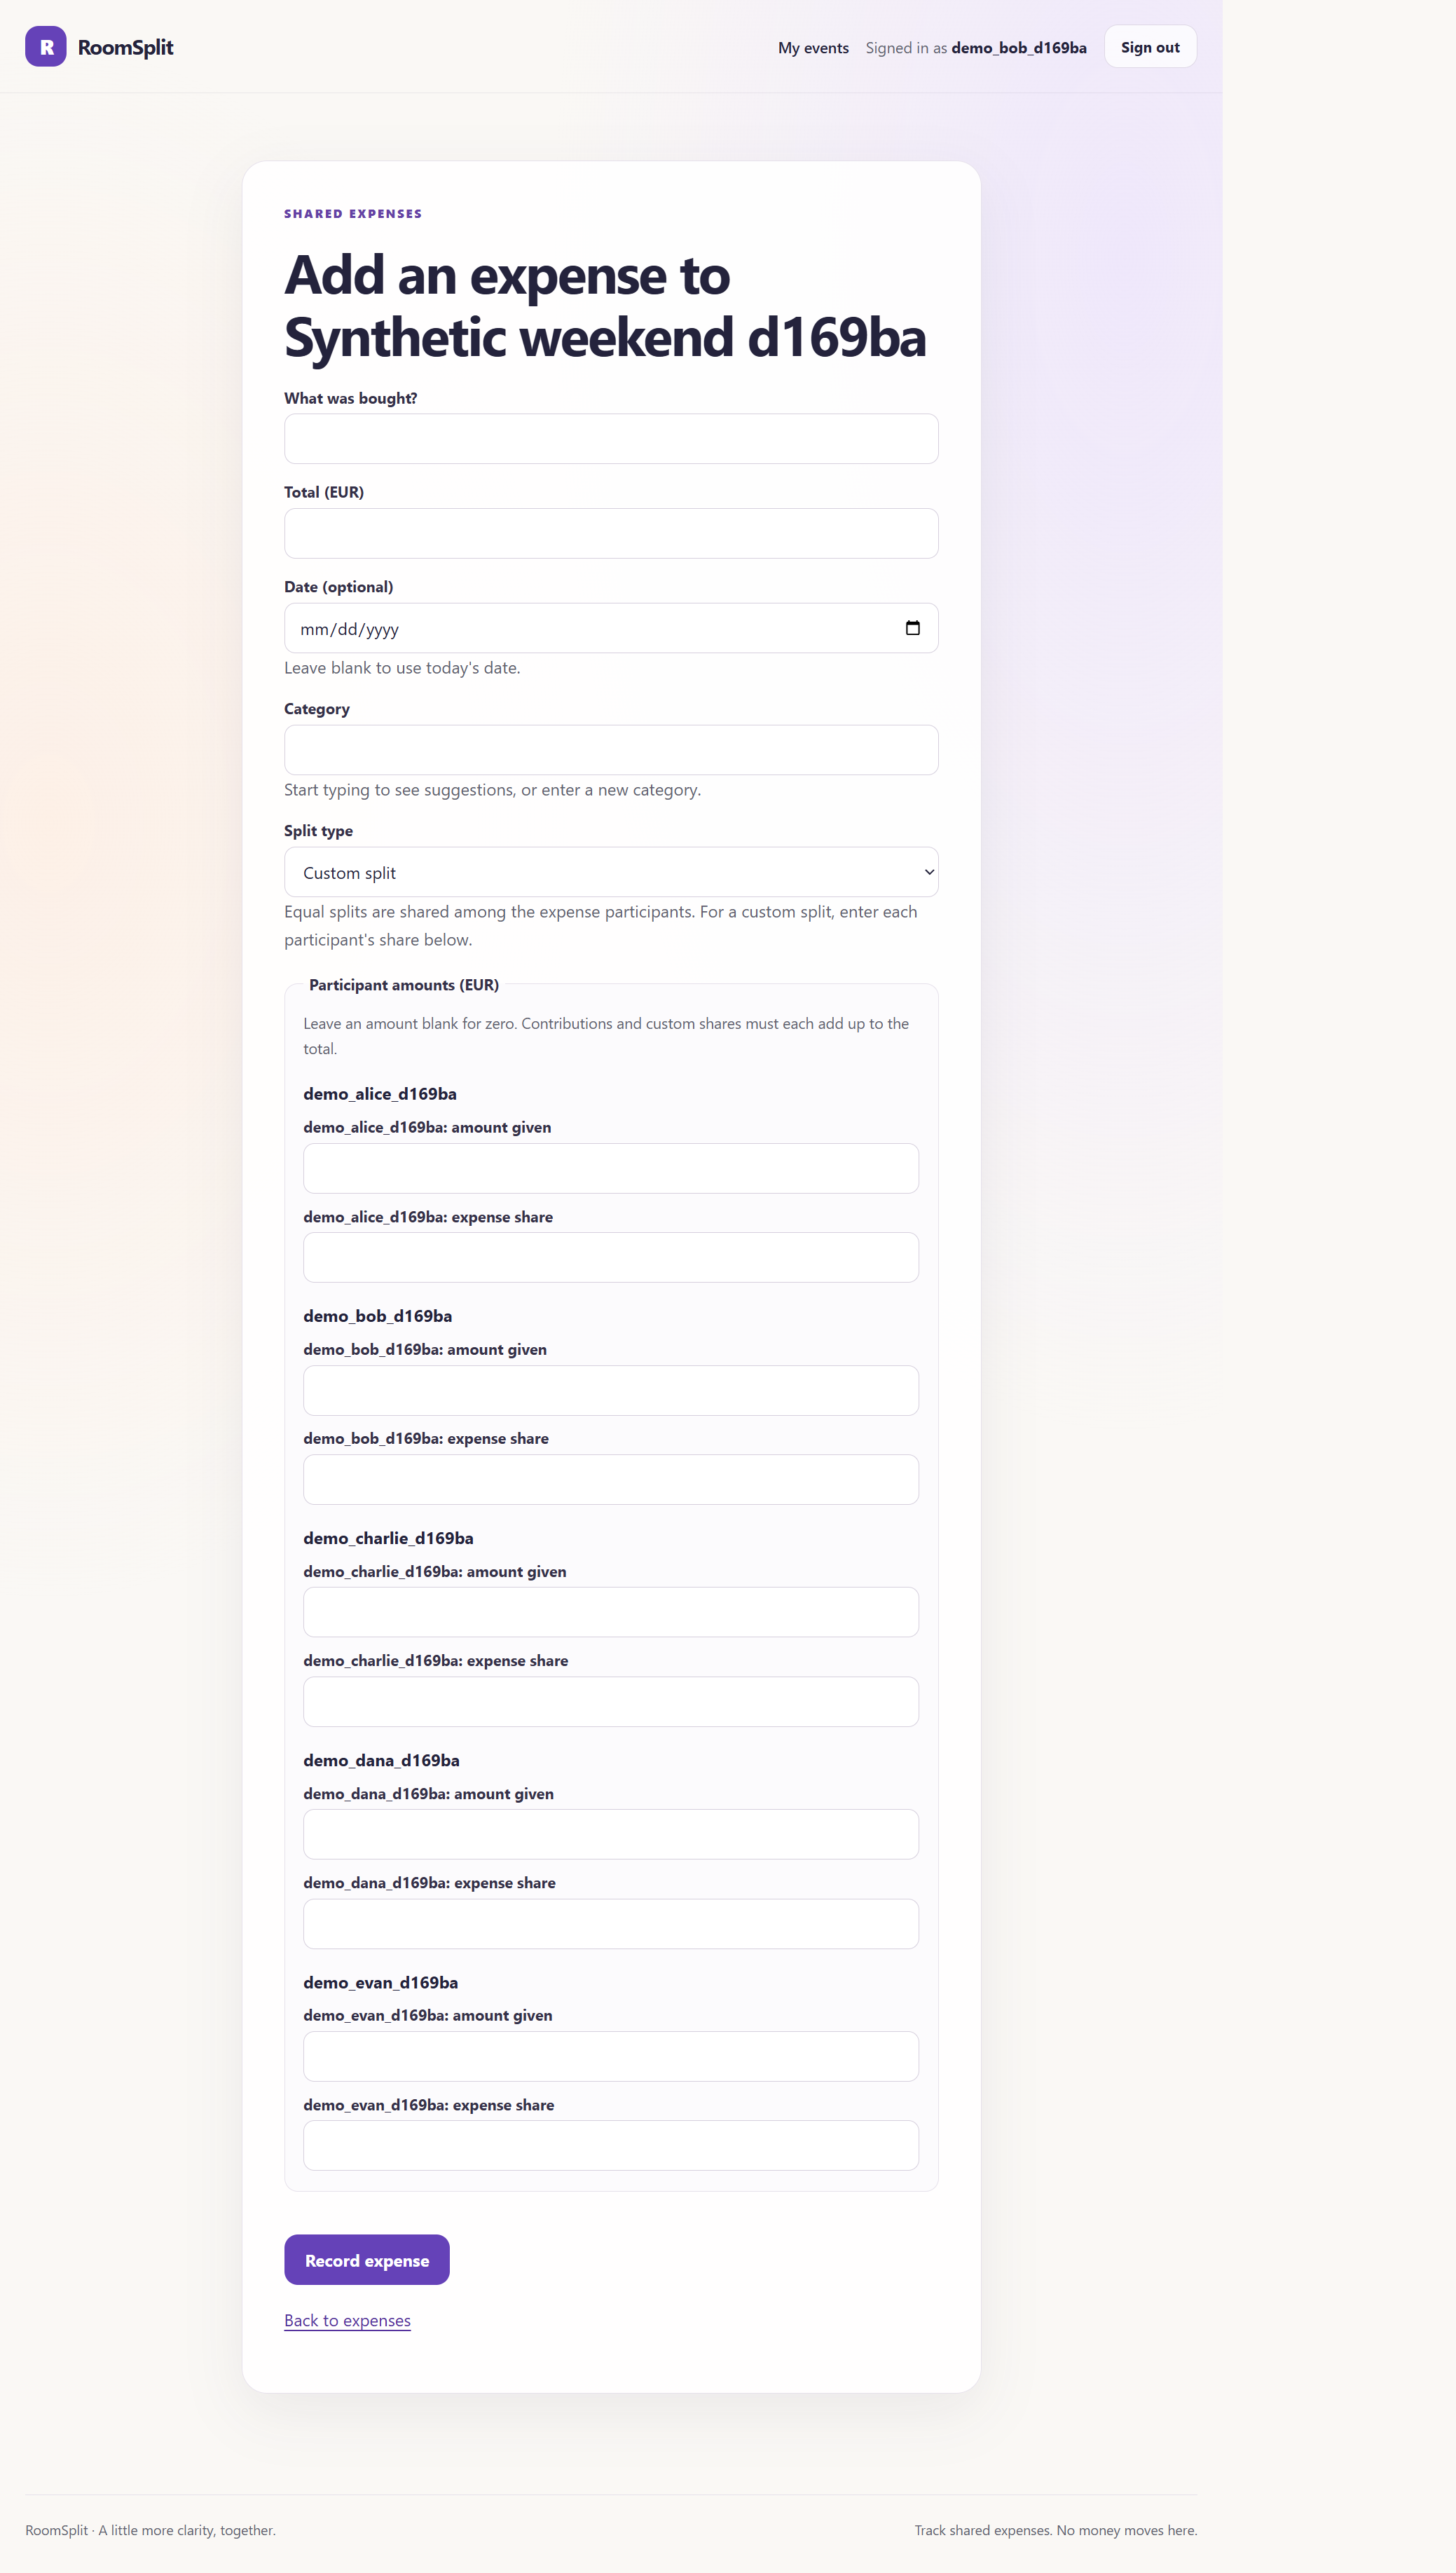 R RoomSplit
My events Signed in as demo_bob_d169ba Sign out
SHARED EXPENSES
Add an expense to
Synthetic weekend d169ba
What was bought?
Total (EUR)
Date (optional)
mm/dd/yyyy
Leave blank to use today's date.
Category
Start typing to see suggestions, or enter a new category.
Split type
Custom split
Equal splits are shared among the expense participants. For a custom split, enter each
participant's share below.
Participant amounts (EUR)
Leave an amount blank for zero. Contributions and custom shares must each add up to the
total.
demo_alice_d169ba
demo_alice_d169ba: amount given
demo_alice_d169ba: expense share
demo_bob_d169ba
demo_bob_d169ba: amount given
demo_bob_d169ba: expense share
demo_charlie_d169ba
demo_charlie_d169ba: amount given
demo_charlie_d169ba: expense share
demo_dana_d169ba
demo_dana_d169ba: amount given
demo_dana_d169ba: expense share
demo_evan_d169ba
demo_evan_d169ba: amount given
demo_evan_d169ba: expense share
Record expense
Back to expenses
RoomSplit · A little more clarity, together.
Track shared expenses. No money moves here.